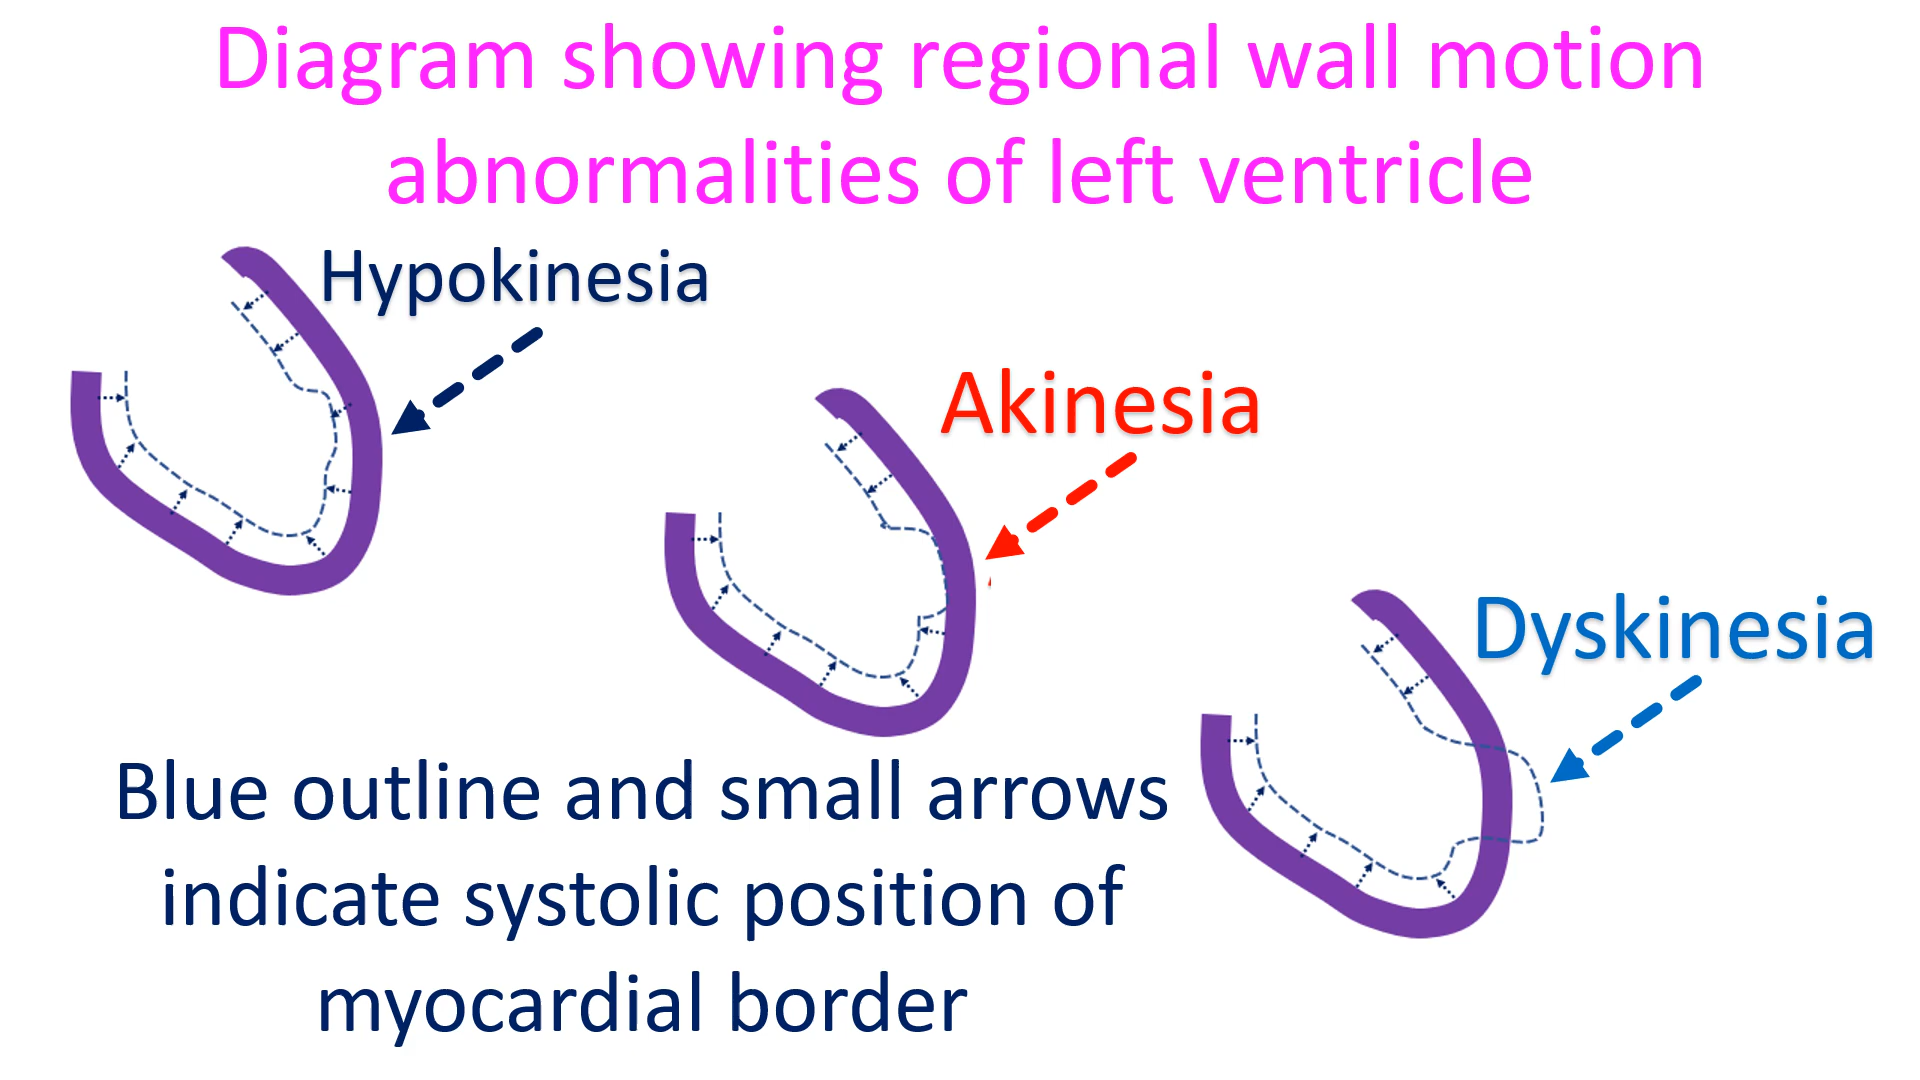 Diagram showing regional wall motion
abnormalities of left ventricle
Hypokinesia
Akinesia
Dyskinesia
Blue outline and small arrows
indicate systolic position of
myocardial border